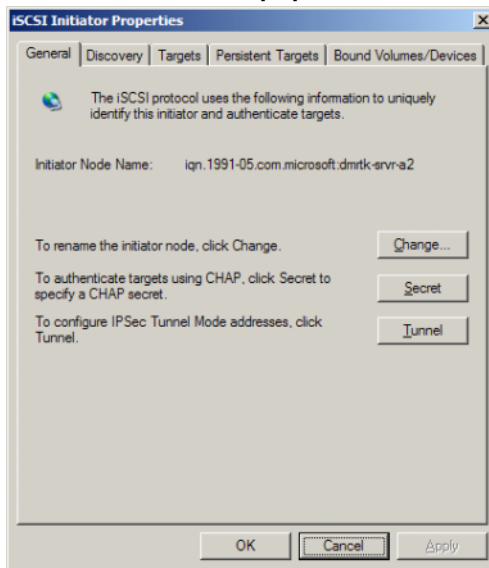 iSCSI Initiator Properties
General Discovery Targets Persistent Targets Bound Volumes/Devices
The iSCSI protocol uses the following information to uniquely
identify this initiator and authenticate targets.
Initiator Node Name: iqn.1991-05.com.microsoft:dmrtk-srvr-a2
To rename the initiator node, click Change. Change...
To authenticate targets using CHAP, click Secret to
specify a CHAP secret.
Secret
To configure IPSec Tunnel Mode addresses, click
Tunnel.
Tunnel
OK Cancel Apply